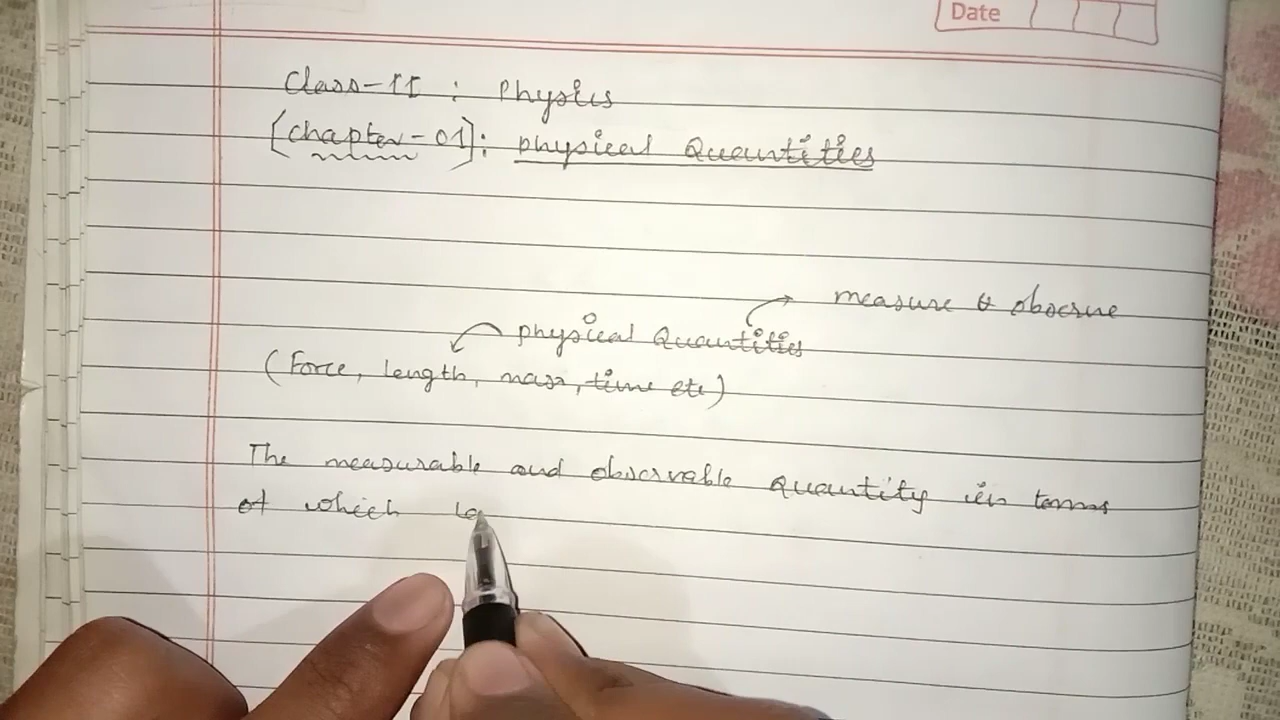 Date
Class-11 : Physics
[Chapter-01]: physical Quantities
measure & observe
physical Quantities
(Force, length, mass, time etc)
The measurable and observable quantity in terms
of which la